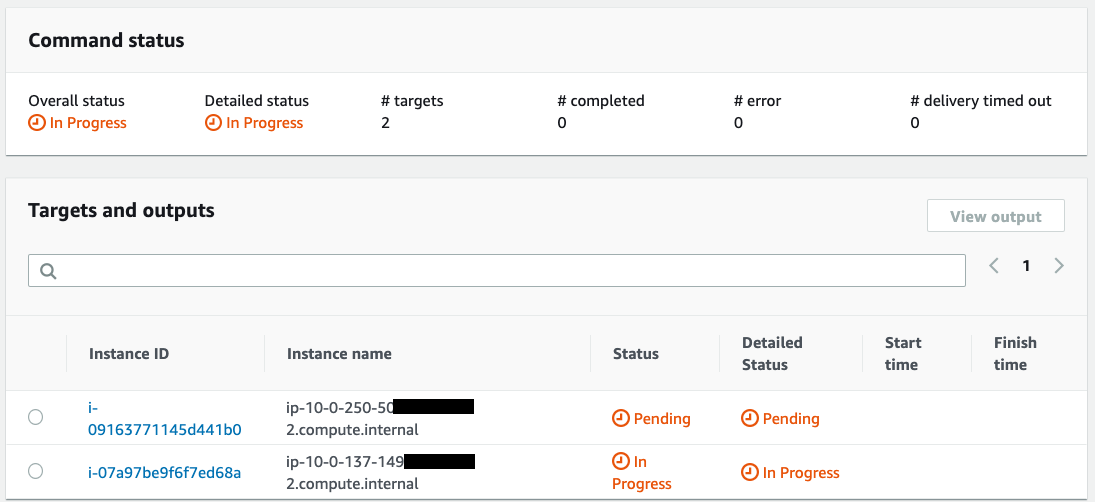 Command status
Overall status
Detailed status
# targets
# completed
# error
# delivery timed out
In Progress
In Progress
2
0
0
0
Targets and outputs
View output
1
Instance ID
Instance name
Status
Detailed
Status
Start
time
Finish
time
i-
09163771145d441b0
ip-10-0-250-50
2.compute.internal
Pending
Pending
i-07a97be9f6f7ed68a
ip-10-0-137-149
2.compute.internal
In
Progress
In Progress